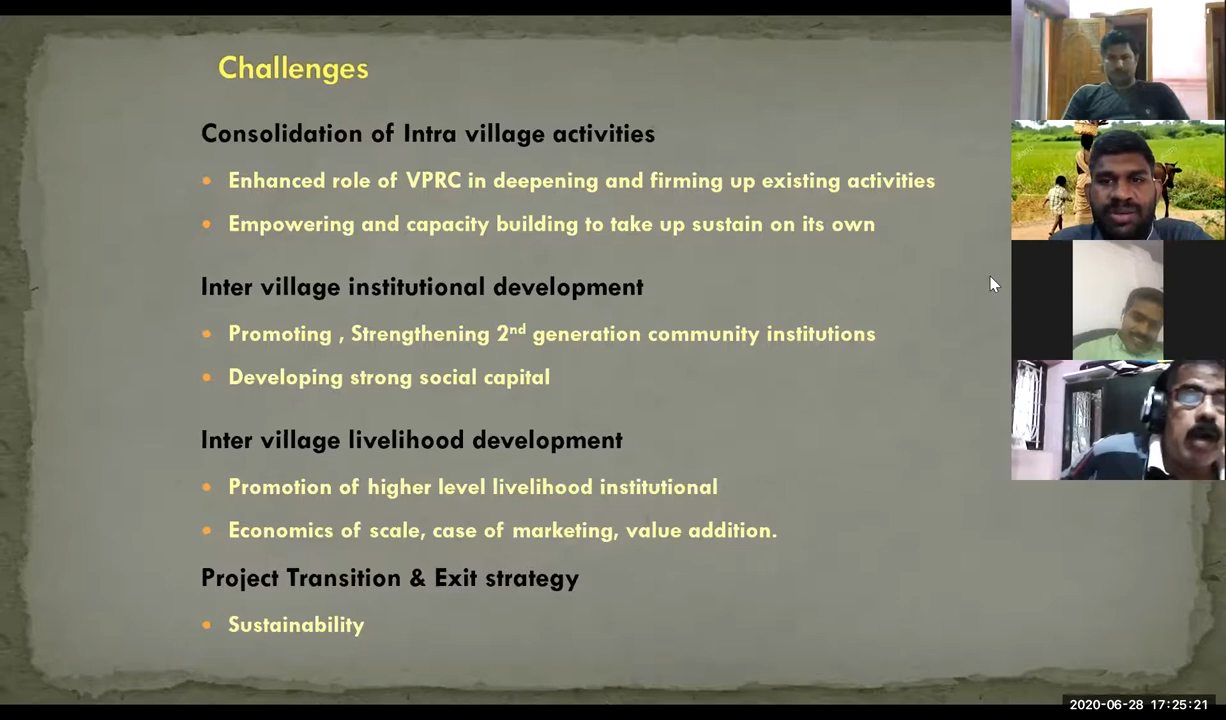 Challenges
Consolidation of Intra village activities
• Enhanced role of VPRC in deepening and firming up existing activities
• Empowering and capacity building to take up sustain on its own
Inter village institutional development
• Promoting , Strengthening 2nd generation community institutions
• Developing strong social capital
Inter village livelihood development
• Promotion of higher level livelihood institutional
• Economics of scale, case of marketing, value addition.
Project Transition & Exit strategy
• Sustainability
2020-06-28 17:25:21